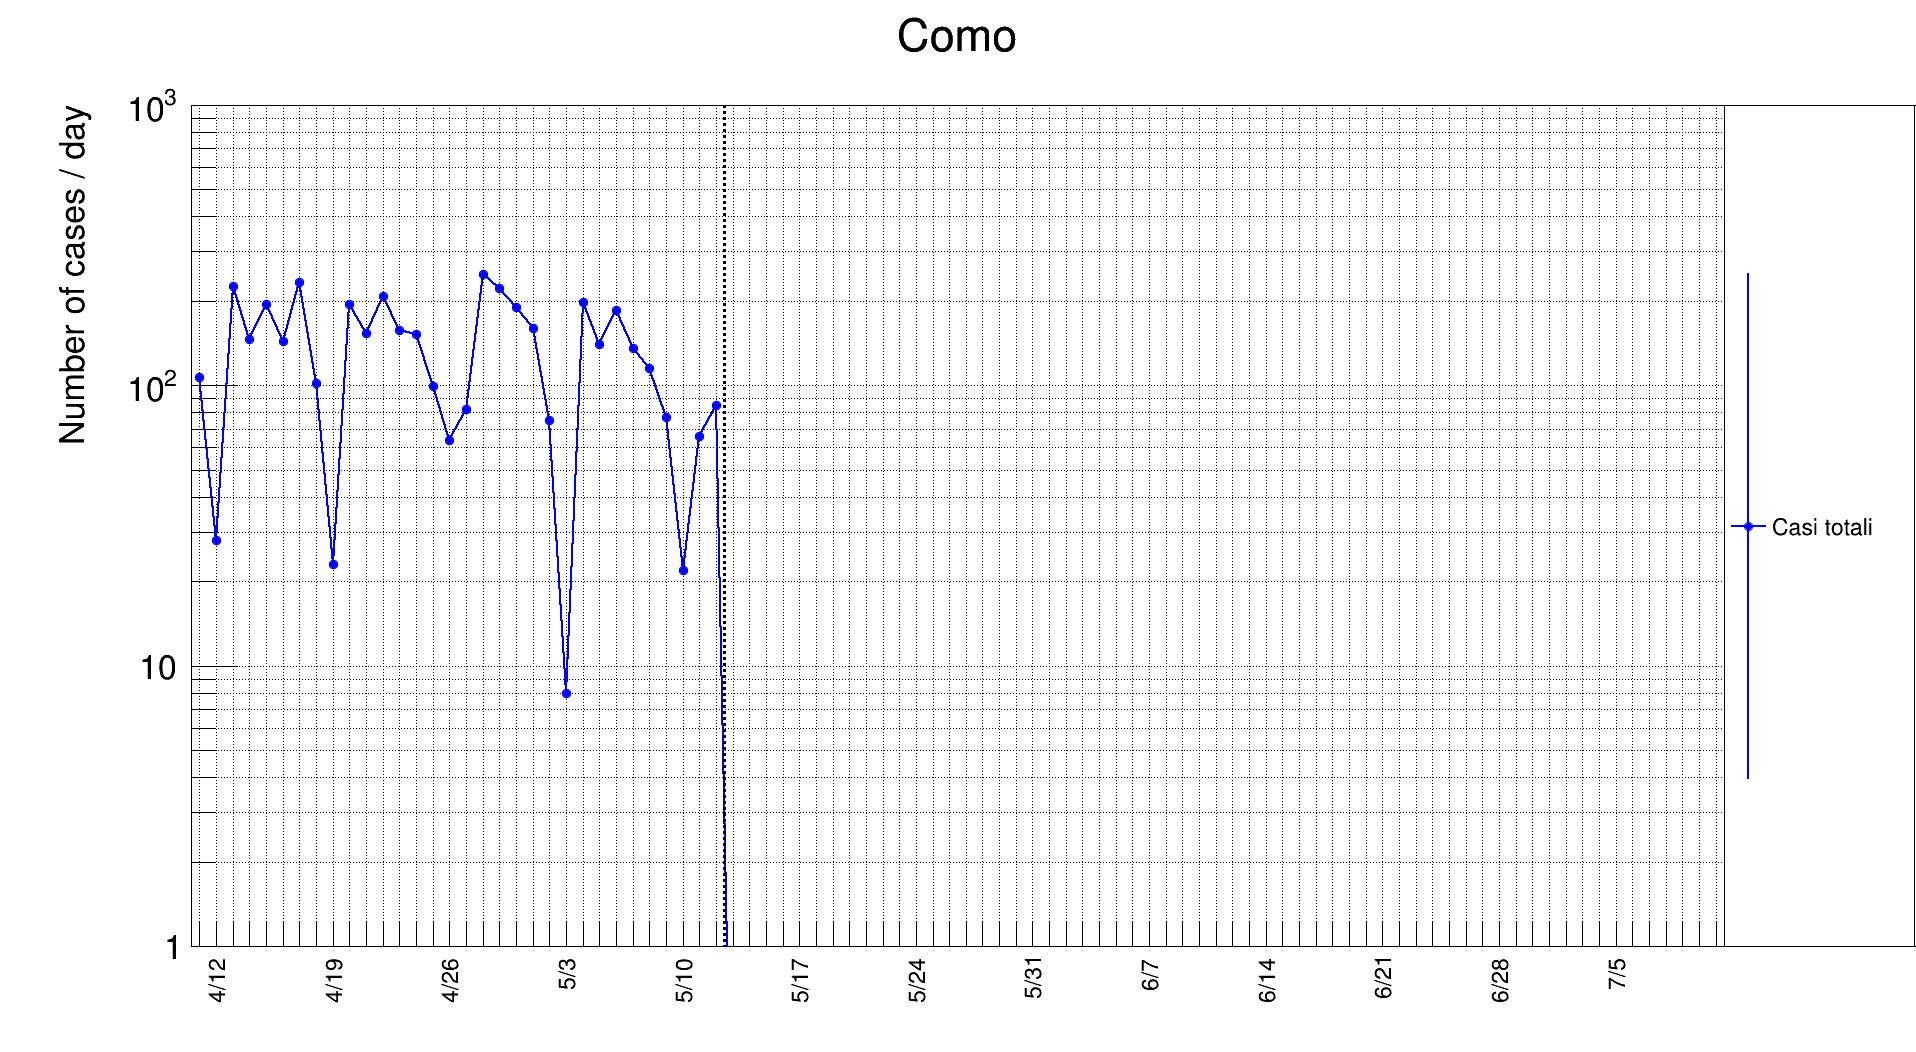 Como
Number of cases / day
10³
10²
10
1
4/12 4/19 4/26 5/3 5/10 5/17 5/24 5/31 6/7 6/14 6/21 6/28 7/5
Casi totali